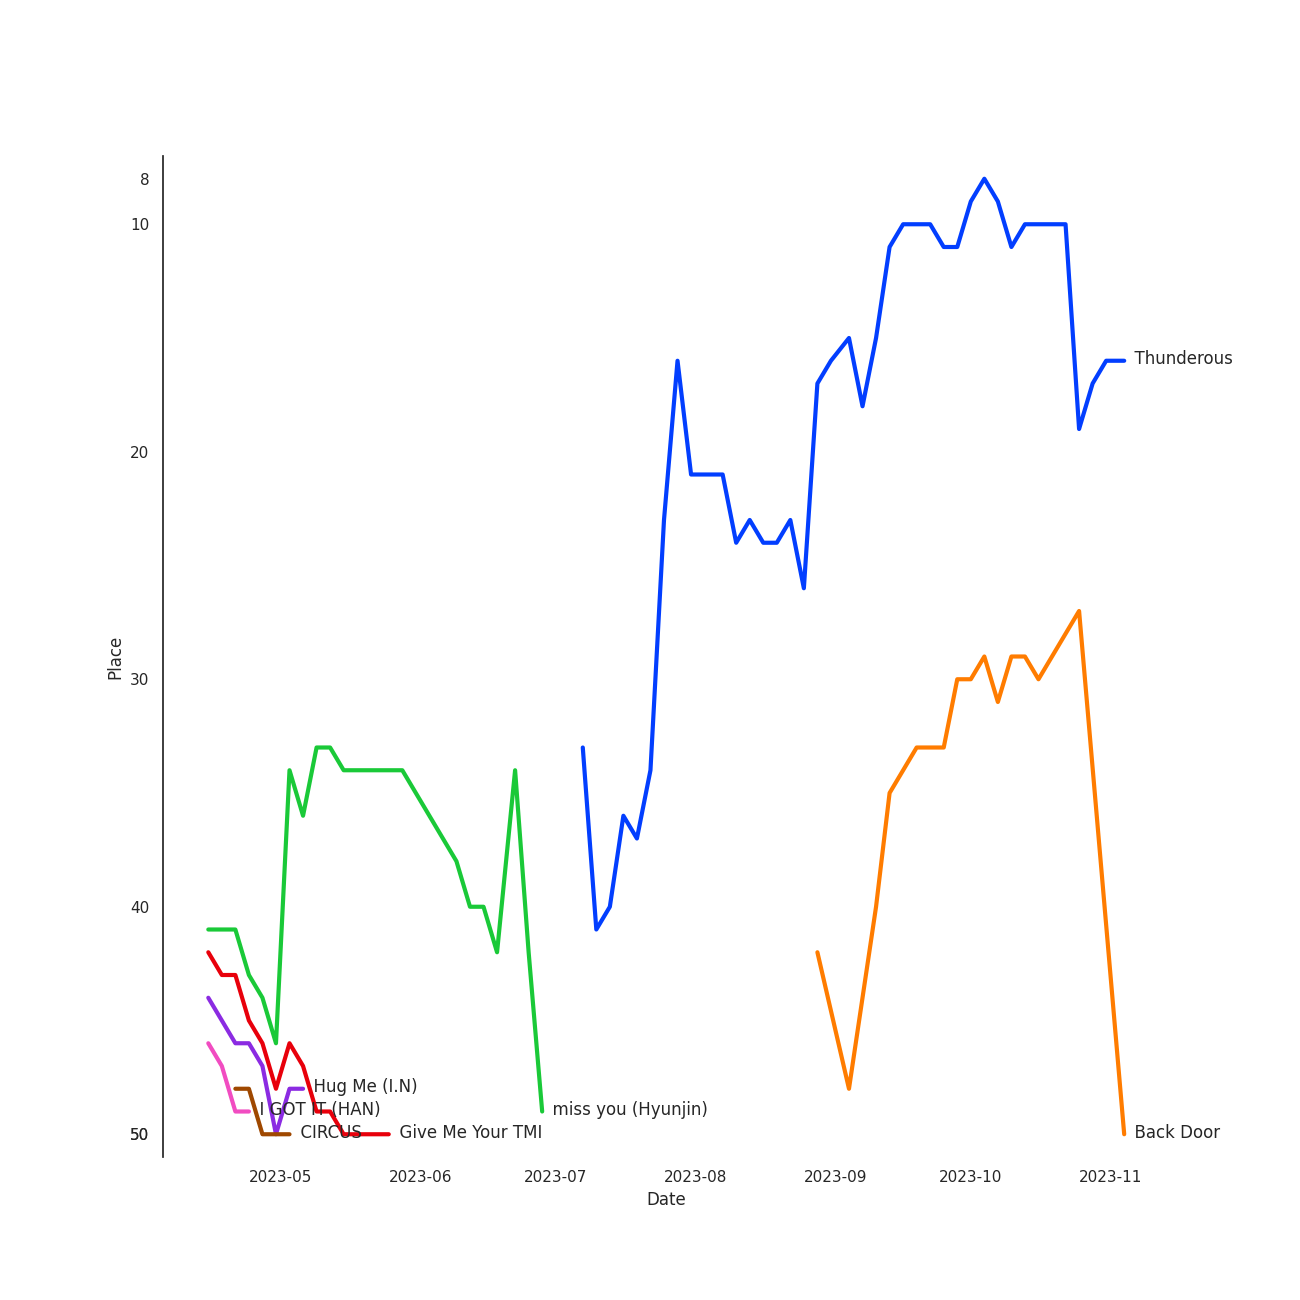 8
10
20
30
40
50
Place
Thunderous
Hug Me (I.N)
I GOT IT (HAN)
miss you (Hyunjin)
CIRCUS
Give Me Your TMI
Back Door
2023-05
2023-06
2023-07
2023-08
2023-09
2023-10
2023-11
Date